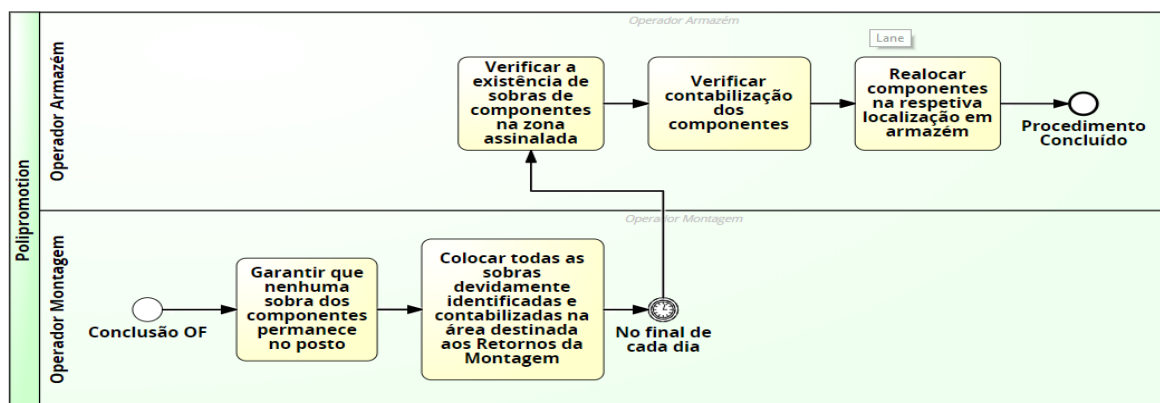 Polipromotion
Operador Armazém
Operador Armazém
Lane
Verificar a
existência de
sobras de
componentes
na zona
assinalada
Verificar
contabilização
dos
componentes
Realocar
componentes
na respetiva
localização em
armazém
Procedimento
Concluído
Operador Montagem
Operador Montagem
Conclusão OF
Garantir que
nenhuma
sobra dos
componentes
permanece
no posto
Colocar todas as
sobras
devidamente
identificadas e
contabilizadas na
área destinada
aos Retornos da
Montagem
No final de
cada dia